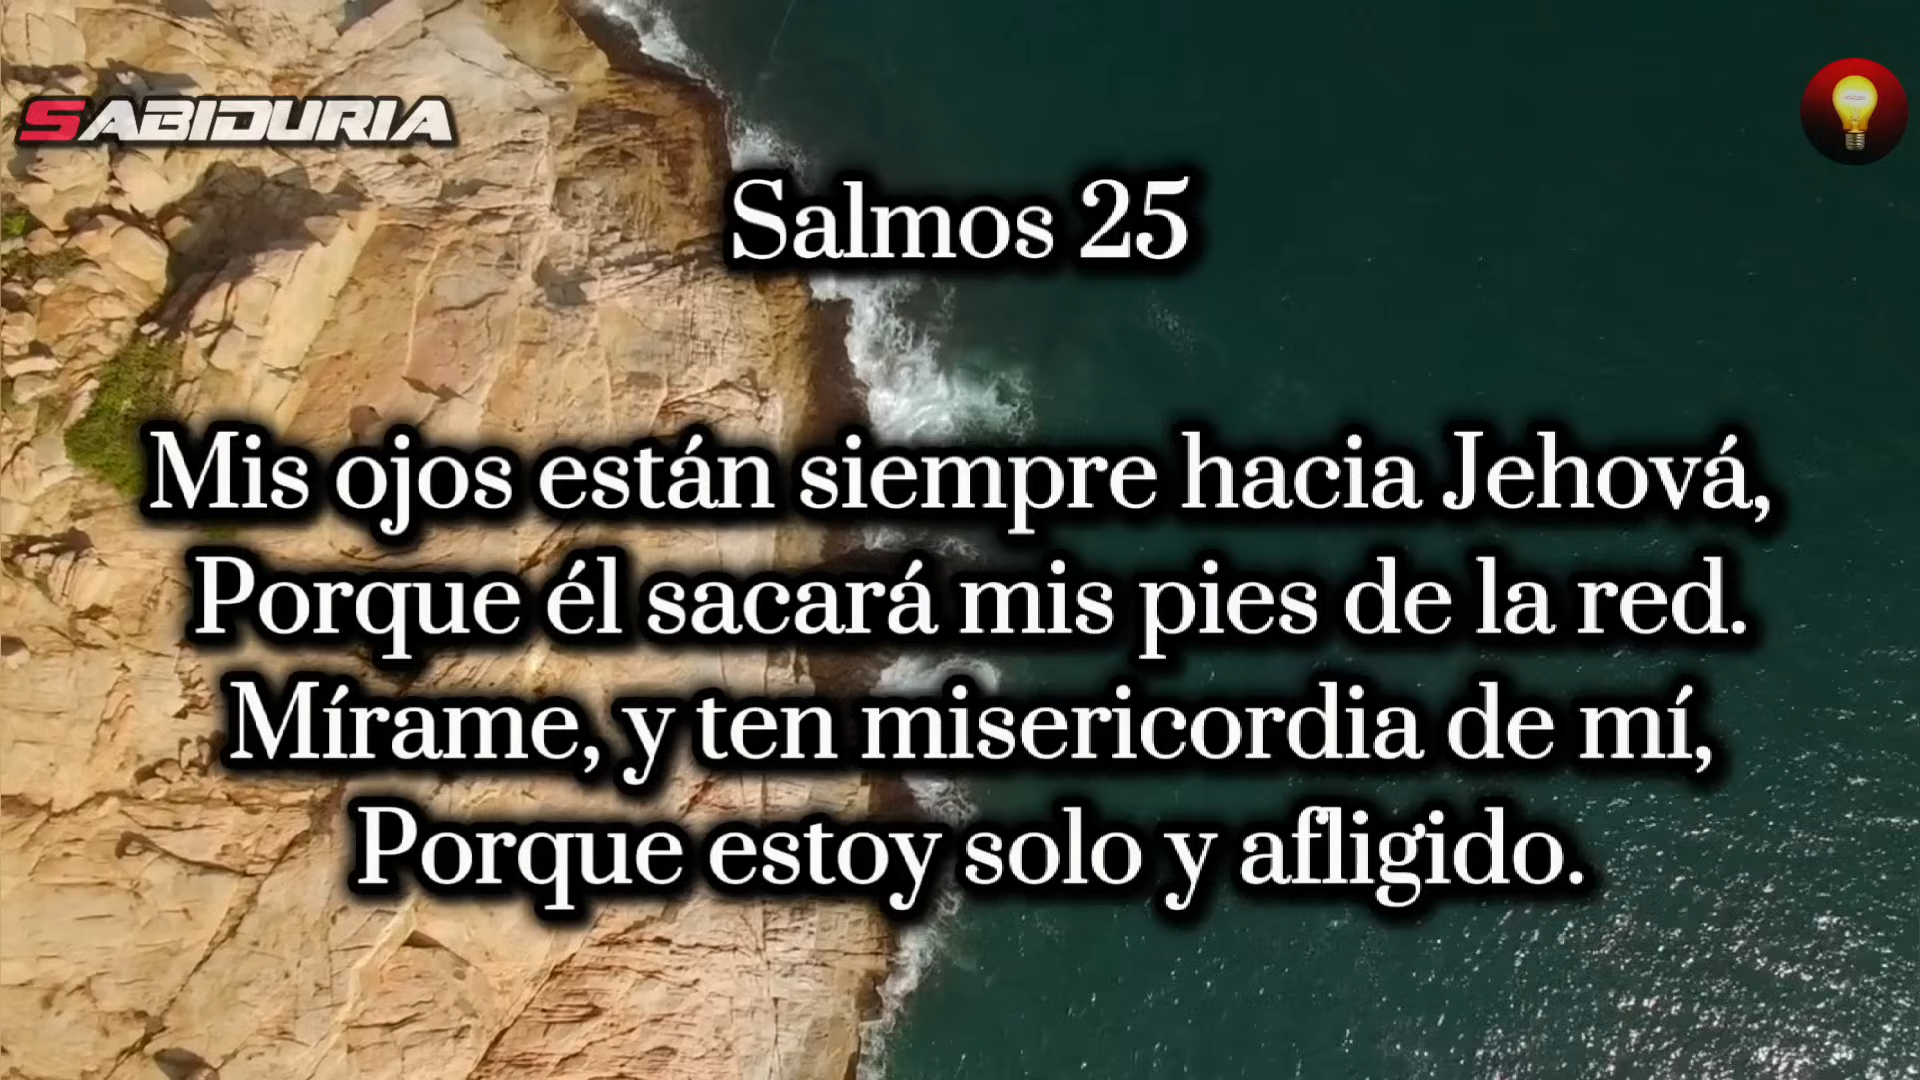 SABIDURIA
Salmos 25
Mis ojos están siempre hacia Jehová,
Porque él sacará mis pies de la red.
Mírame, y ten misericordia de mí,
Porque estoy solo y afligido.